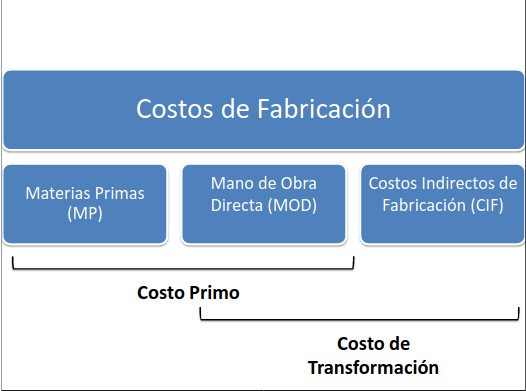 Costos de Fabricación
Materias Primas
(MP)
Mano de Obra
Directa (MOD)
Costos Indirectos de
Fabricación (CIF)
Costo Primo
Costo de
Transformación